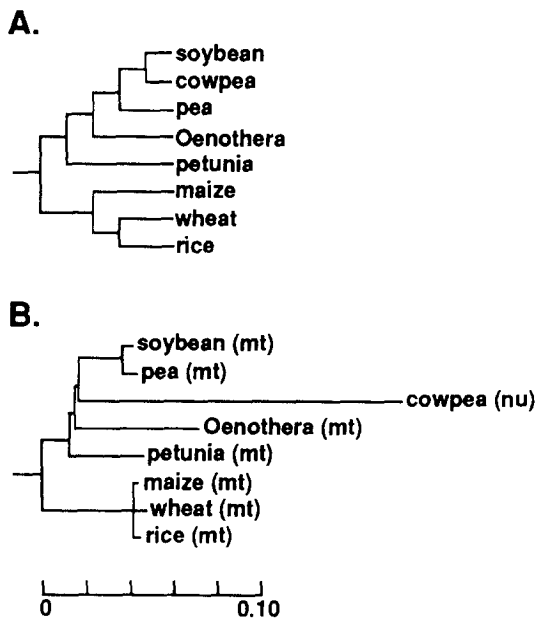 A.
soybean
cowpea
pea
Oenothera
petunia
maize
wheat
rice
B.
soybean (mt)
pea (mt)
cowpea (nu)
Oenothera (mt)
petunia (mt)
maize (mt)
wheat (mt)
rice (mt)
0 0.10